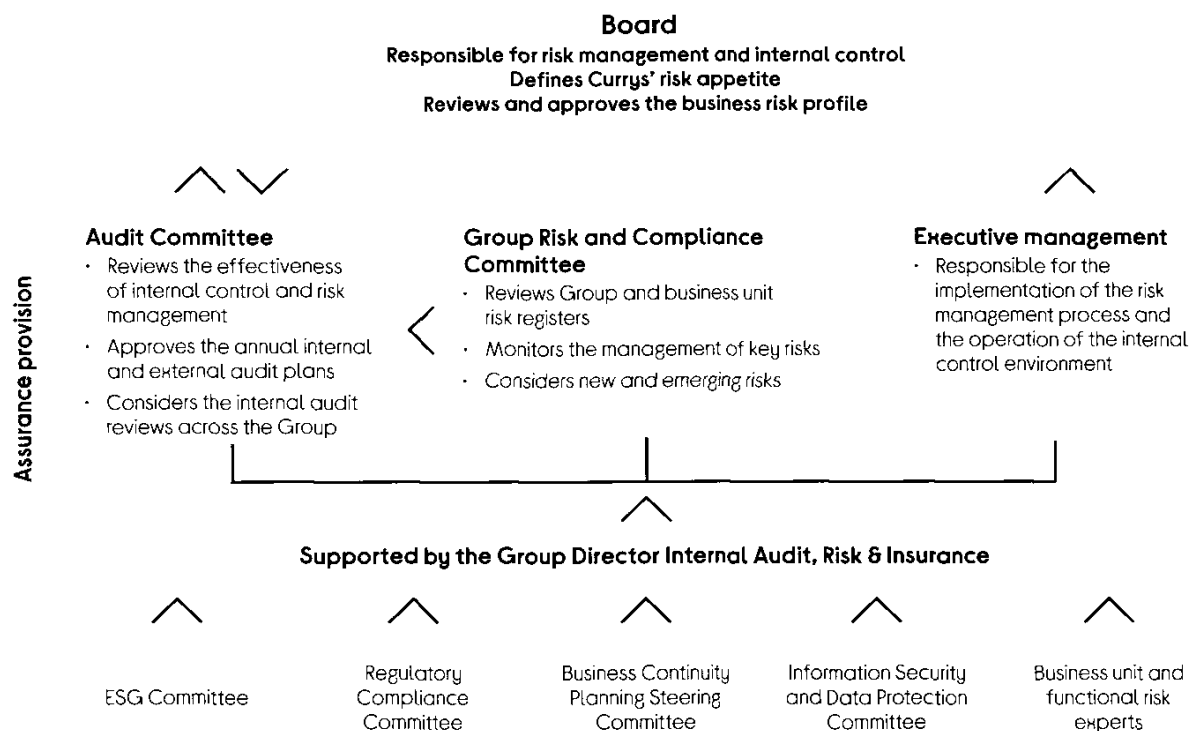 Board
Responsible for risk management and internal control
Defines Currys' risk appetite
Reviews and approves the business risk profile
Assurance provision
Audit Committee
· Reviews the effectiveness
of internal control and risk
management
· Approves the annual internal
and external audit plans
· Considers the internal audit
reviews across the Group
Group Risk and Compliance
Committee
· Reviews Group and business unit
risk registers
· Monitors the management of key risks
· Considers new and emerging risks
Executive management
· Responsible for the
implementation of the risk
management process and
the operation of the internal
control environment
Supported by the Group Director Internal Audit, Risk & Insurance
ESG Committee
Regulatory
Compliance
Committee
Business Continuity
Planning Steering
Committee
Information Security
and Data Protection
Committee
Business unit and
functional risk
experts